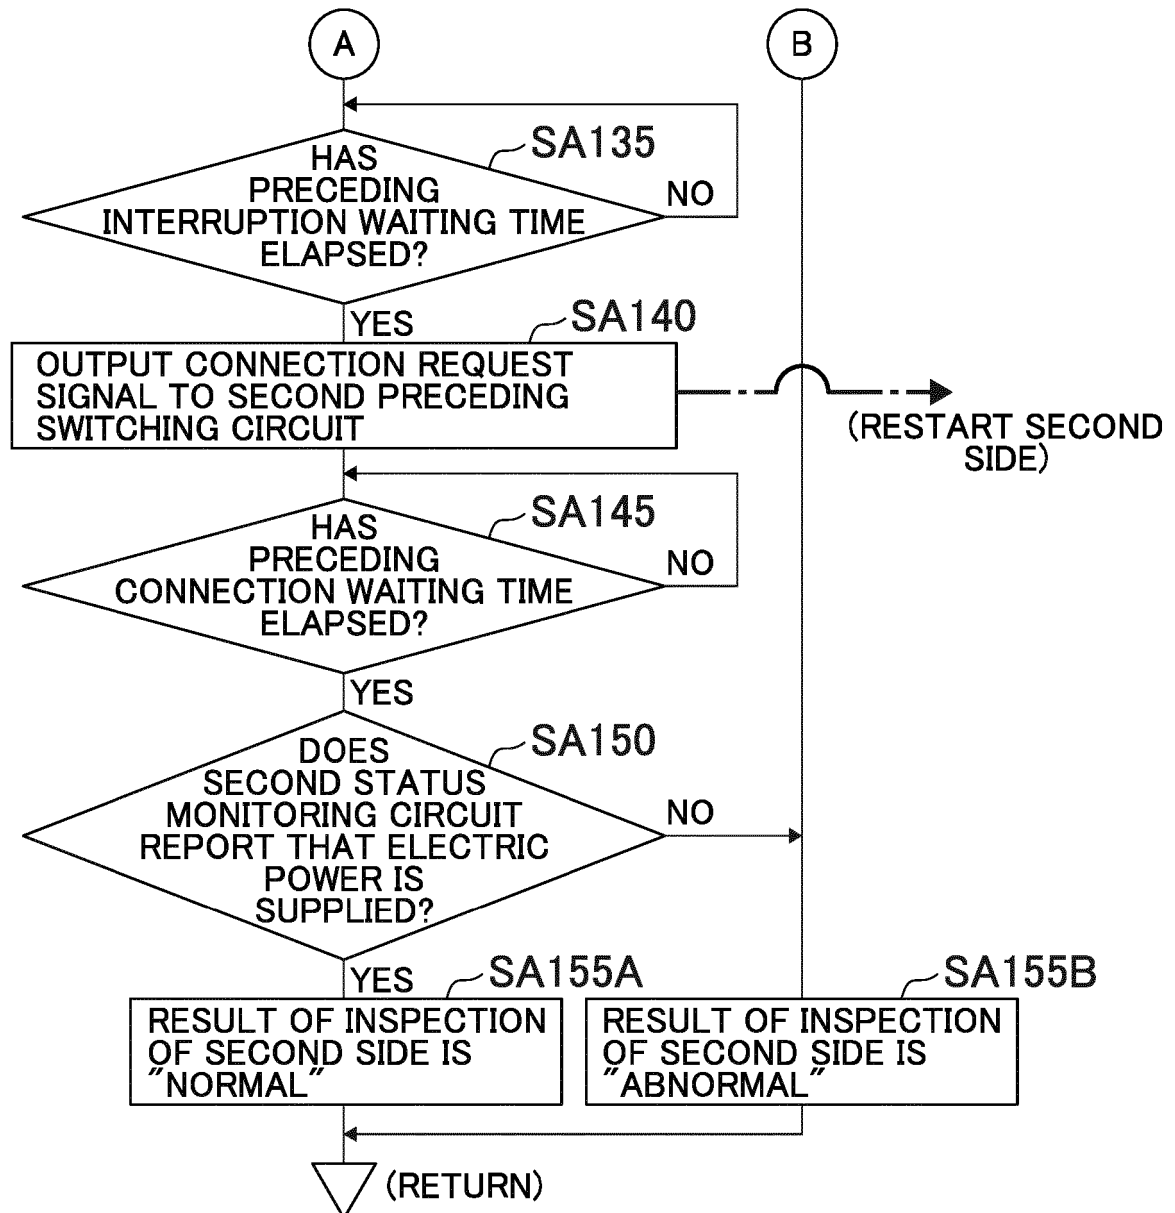 A
B
SA135
HAS
PRECEDING
INTERRUPTION WAITING TIME
ELAPSED?
NO
YES
SA140
OUTPUT CONNECTION REQUEST
SIGNAL TO SECOND PRECEDING
SWITCHING CIRCUIT
(RESTART SECOND
SIDE)
SA145
HAS
PRECEDING
CONNECTION WAITING TIME
ELAPSED?
NO
YES
SA150
DOES
SECOND STATUS
MONITORING CIRCUIT
REPORT THAT ELECTRIC
POWER IS
SUPPLIED?
NO
YES
SA155A
RESULT OF INSPECTION
OF SECOND SIDE IS
"NORMAL"
SA155B
RESULT OF INSPECTION
OF SECOND SIDE IS
"ABNORMAL"
(RETURN)